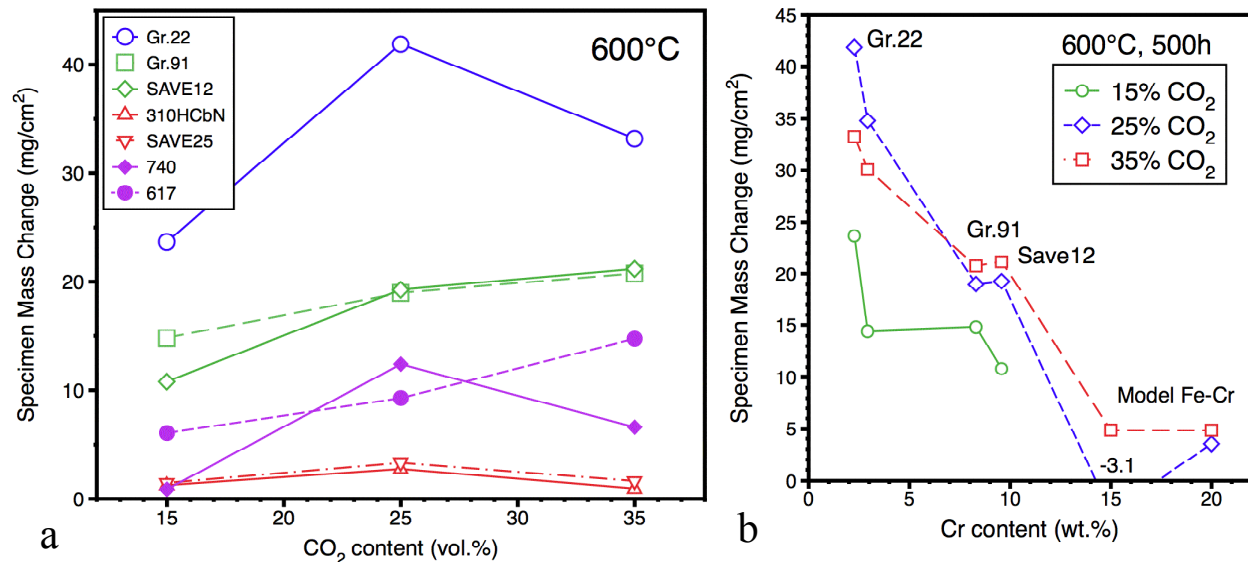 Gr.22
Gr.91
SAVE12
310HCbN
SAVE25
740
617
600°C
Specimen Mass Change (mg/cm²)
40
30
20
10
0
15
20
25
30
35
CO₂ content (vol.%)
a
45
40
35
30
25
20
15
10
5
0
Specimen Mass Change (mg/cm²)
Gr.22
600°C, 500h
15% CO₂
25% CO₂
35% CO₂
Gr.91
Save12
Model Fe-Cr
-3.1
0
5
10
15
20
Cr content (wt.%)
b